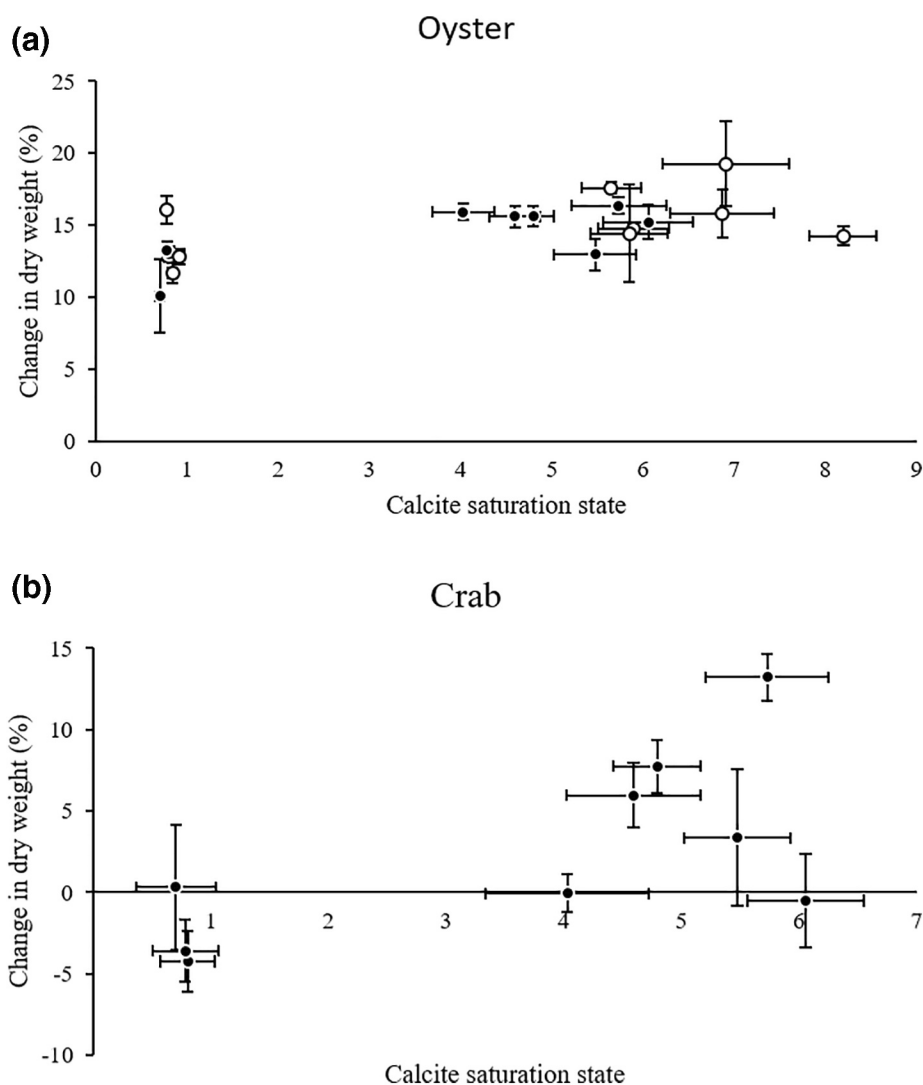 (a)
Oyster
Change in dry weight (%)
25
20
15
10
5
0
0 1 2 3 4 5 6 7 8 9
Calcite saturation state
(b)
Crab
Change in dry weight (%)
15
10
5
0
1 2 3 4 5 6 7
-5
-10
Calcite saturation state